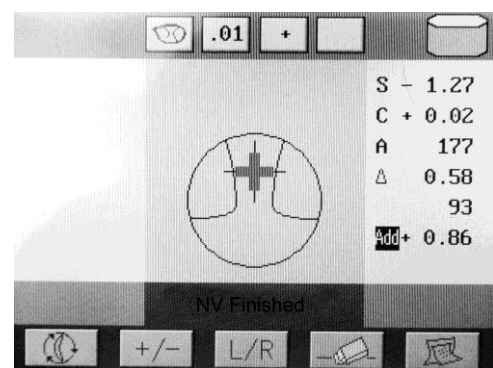 .01 +
S - 1.27
C + 0.02
A 177
Δ 0.58
93
Add + 0.86
NV Finished
+/- L/R